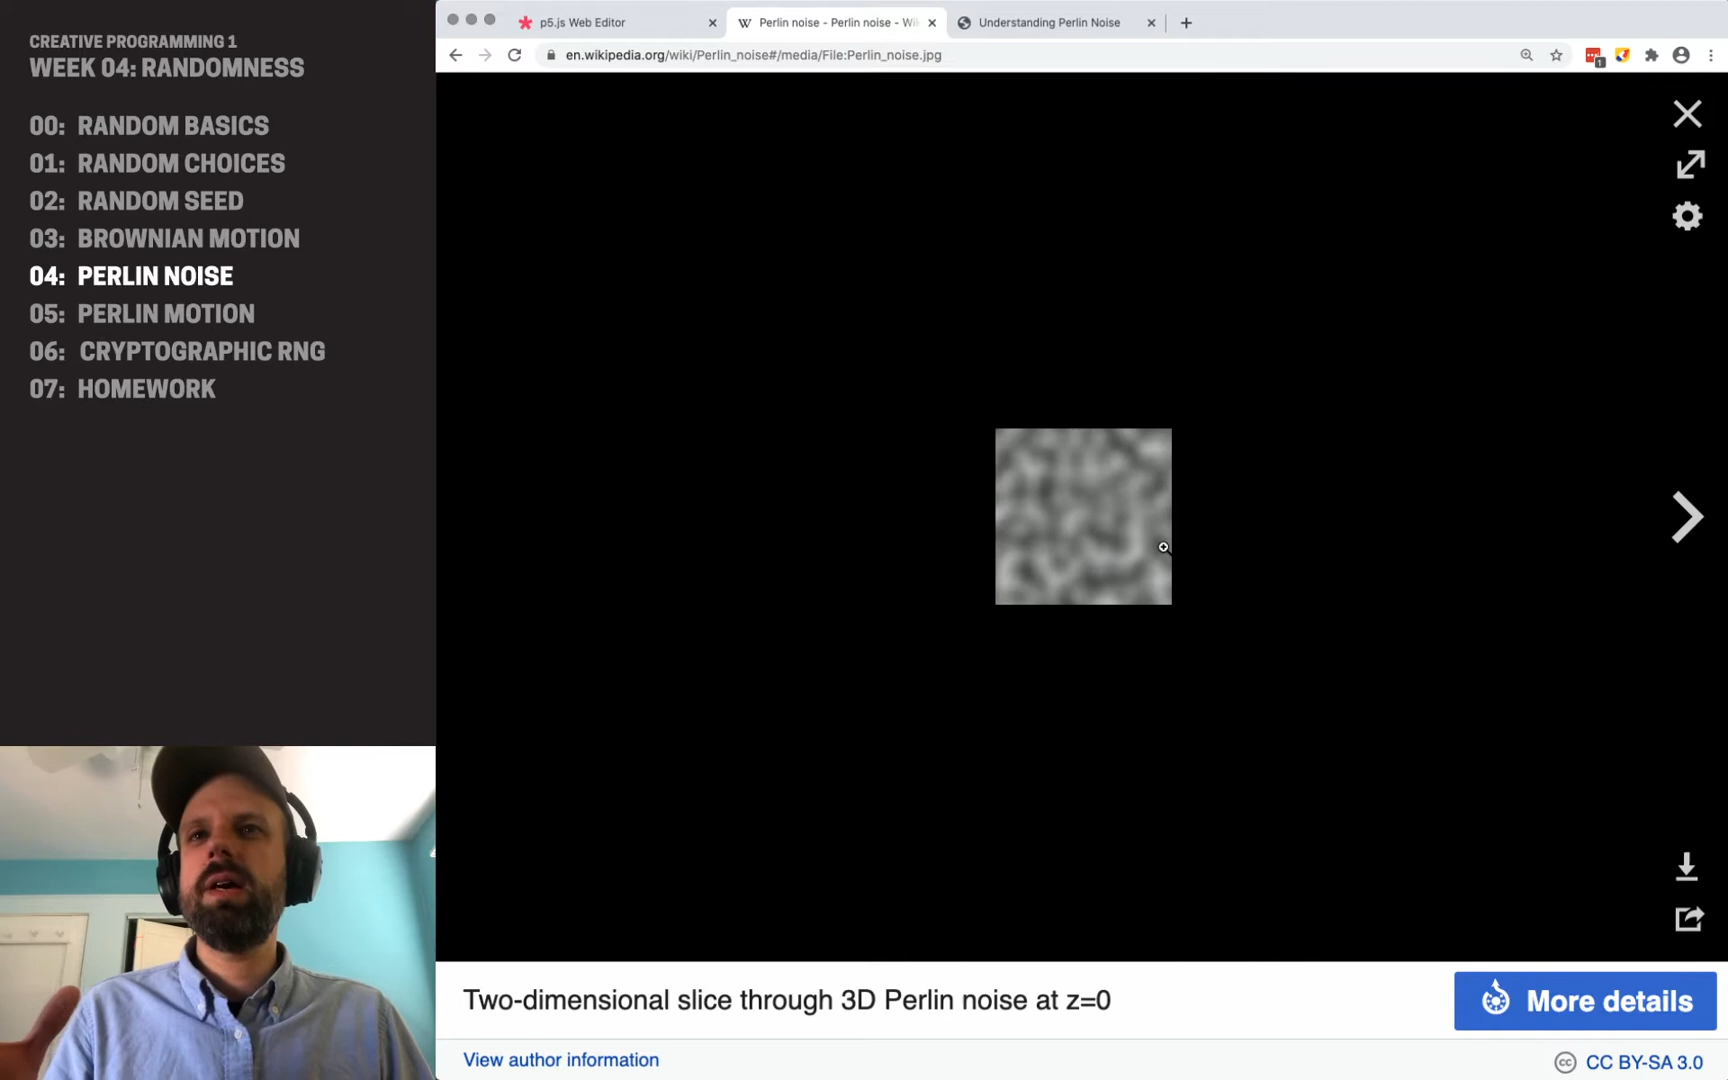 CREATIVE PROGRAMMING 1
WEEK 04: RANDOMNESS
00: RANDOM BASICS
01: RANDOM CHOICES
02: RANDOM SEED
03: BROWNIAN MOTION
04: PERLIN NOISE
05: PERLIN MOTION
06: CRYPTOGRAPHIC RNG
07: HOMEWORK
p5.js Web Editor
Perlin noise - Perlin noise - Wi
Understanding Perlin Noise
en.wikipedia.org/wiki/Perlin_noise#/media/File:Perlin_noise.jpg
1
Two-dimensional slice through 3D Perlin noise at z=0
More details
View author information
cc CC BY-SA 3.0